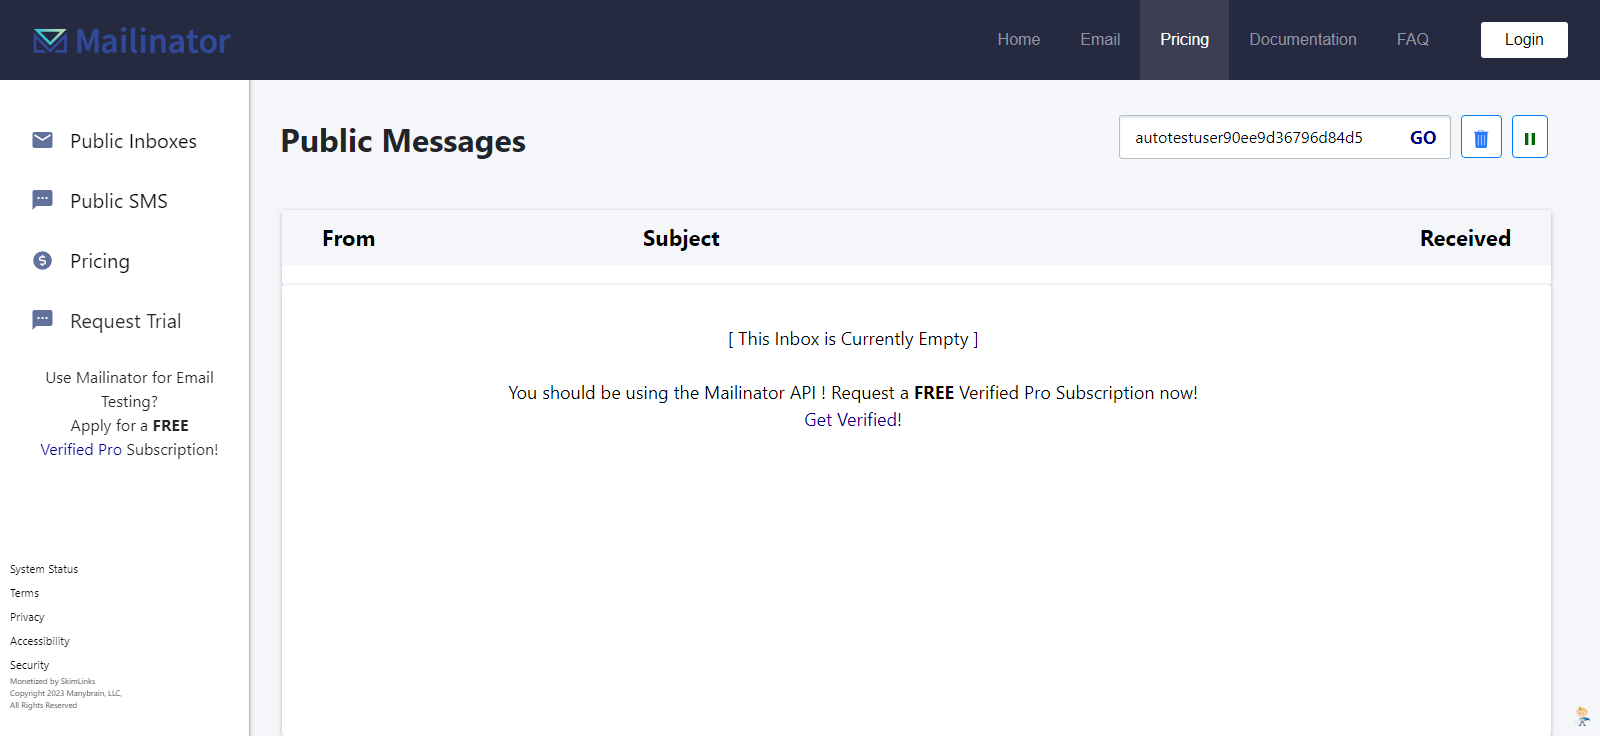 Mailinator
Home
Email
Pricing
Documentation
FAQ
Login
Public Inboxes
Public SMS
Pricing
Request Trial
Use Mailinator for Email
Testing?
Apply for a FREE
Verified Pro Subscription!
System Status
Terms
Privacy
Accessibility
Security
Monetized by SkimLinks
Copyright 2023 Manybrain, LLC,
All Rights Reserved
Public Messages
autotestuser90ee9d36796d84d5
GO
From
Subject
Received
[ This Inbox is Currently Empty ]
You should be using the Mailinator API ! Request a FREE Verified Pro Subscription now!
Get Verified!